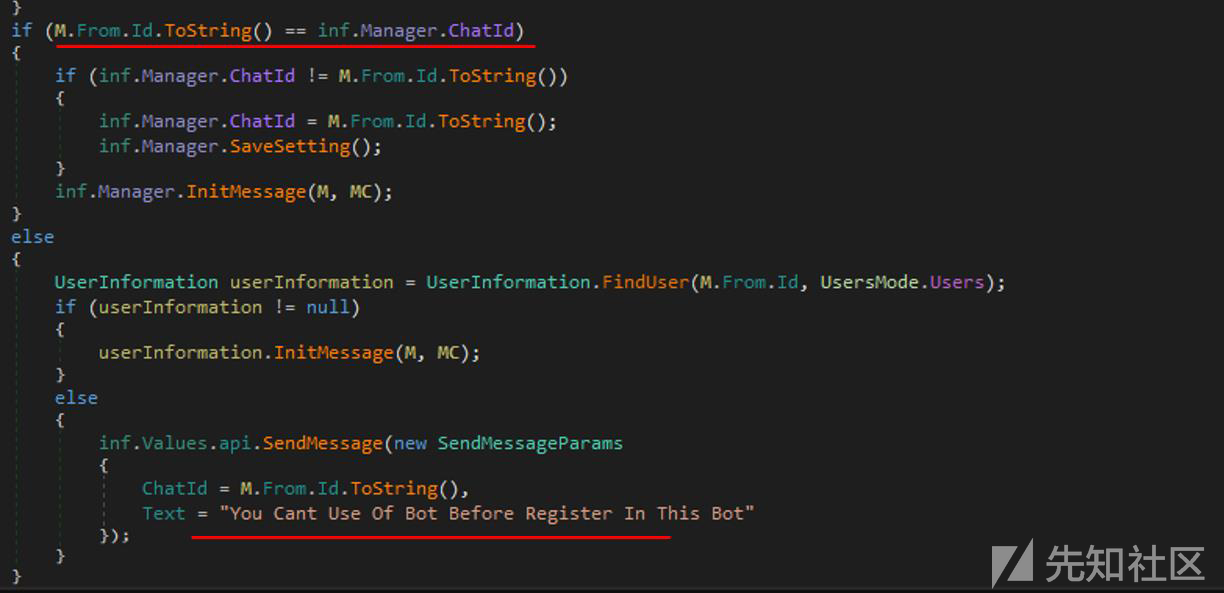 }
if (M.From.Id.ToString() == inf.Manager.ChatId)
{
if (inf.Manager.ChatId != M.From.Id.ToString())
{
inf.Manager.ChatId = M.From.Id.ToString();
inf.Manager.SaveSetting();
}
inf.Manager.InitMessage(M, MC);
}
else
{
UserInformation userInformation = UserInformation.FindUser(M.From.Id, UsersMode.Users);
if (userInformation != null)
{
userInformation.InitMessage(M, MC);
}
else
{
inf.Values.api.SendMessage(new SendMessageParams
{
ChatId = M.From.Id.ToString(),
Text = "You Cant Use Of Bot Before Register In This Bot"
});
}
}
先知社区